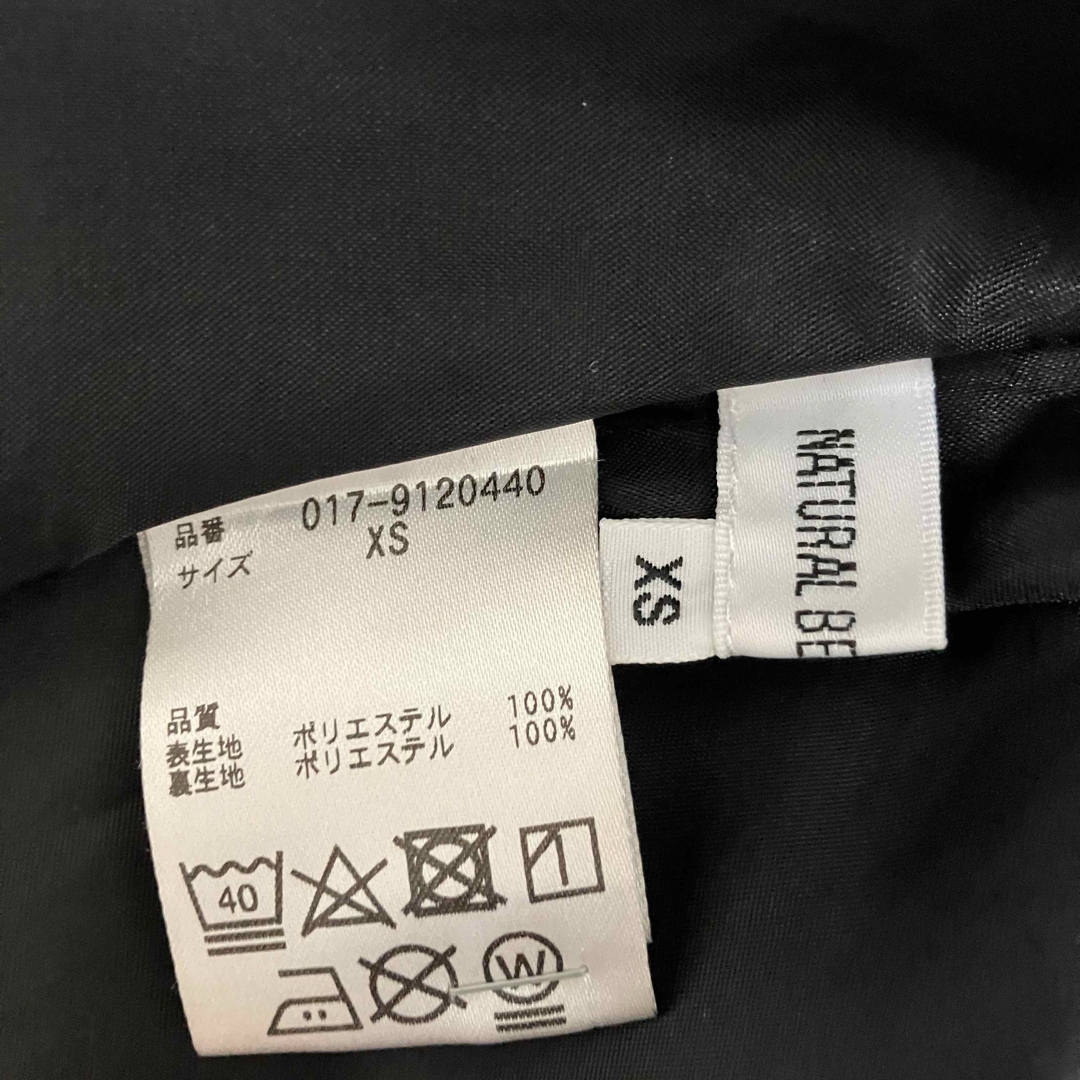 品番 017-9120440
サイズ XS
品質
表生地 ポリエステル 100%
裏生地 ポリエステル 100%
40
W
XS
NATURAL BE